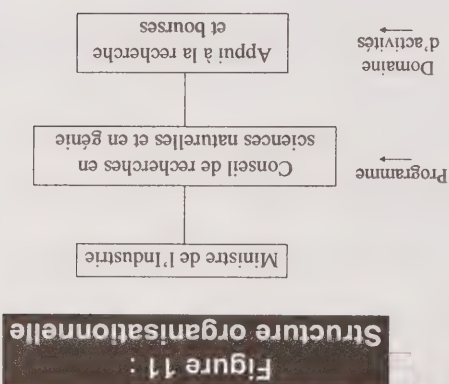 Figure 11 :
Structure organisationnelle
Ministre de l'Industrie
Programme
Conseil de recherches en
sciences naturelles et en génie
Domaine
d'activités
Appui à la recherche
et bourses